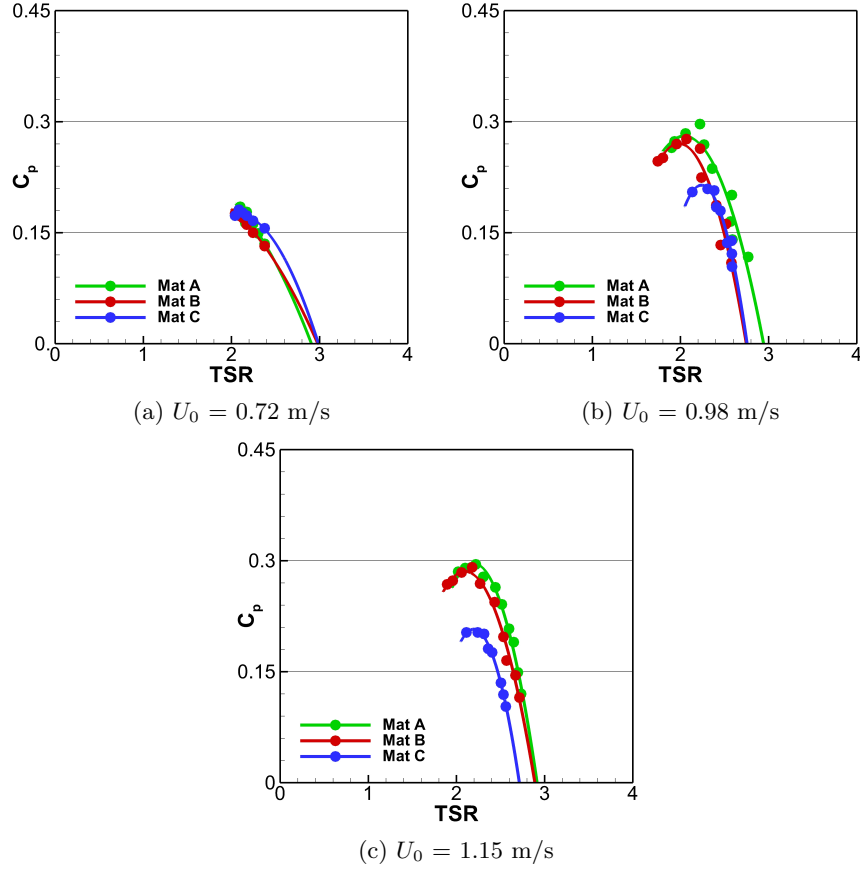 0.45
0.3
0.15
0.
C_p
Mat A
Mat B
Mat C
0 1 2 3 4
TSR
(a) U_0 = 0.72 m/s
0.45
0.3
0.15
0
C_p
Mat A
Mat B
Mat C
0 1 2 3 4
TSR
(b) U_0 = 0.98 m/s
0.45
0.3
0.15
0
C_p
Mat A
Mat B
Mat C
0 1 2 3 4
TSR
(c) U_0 = 1.15 m/s